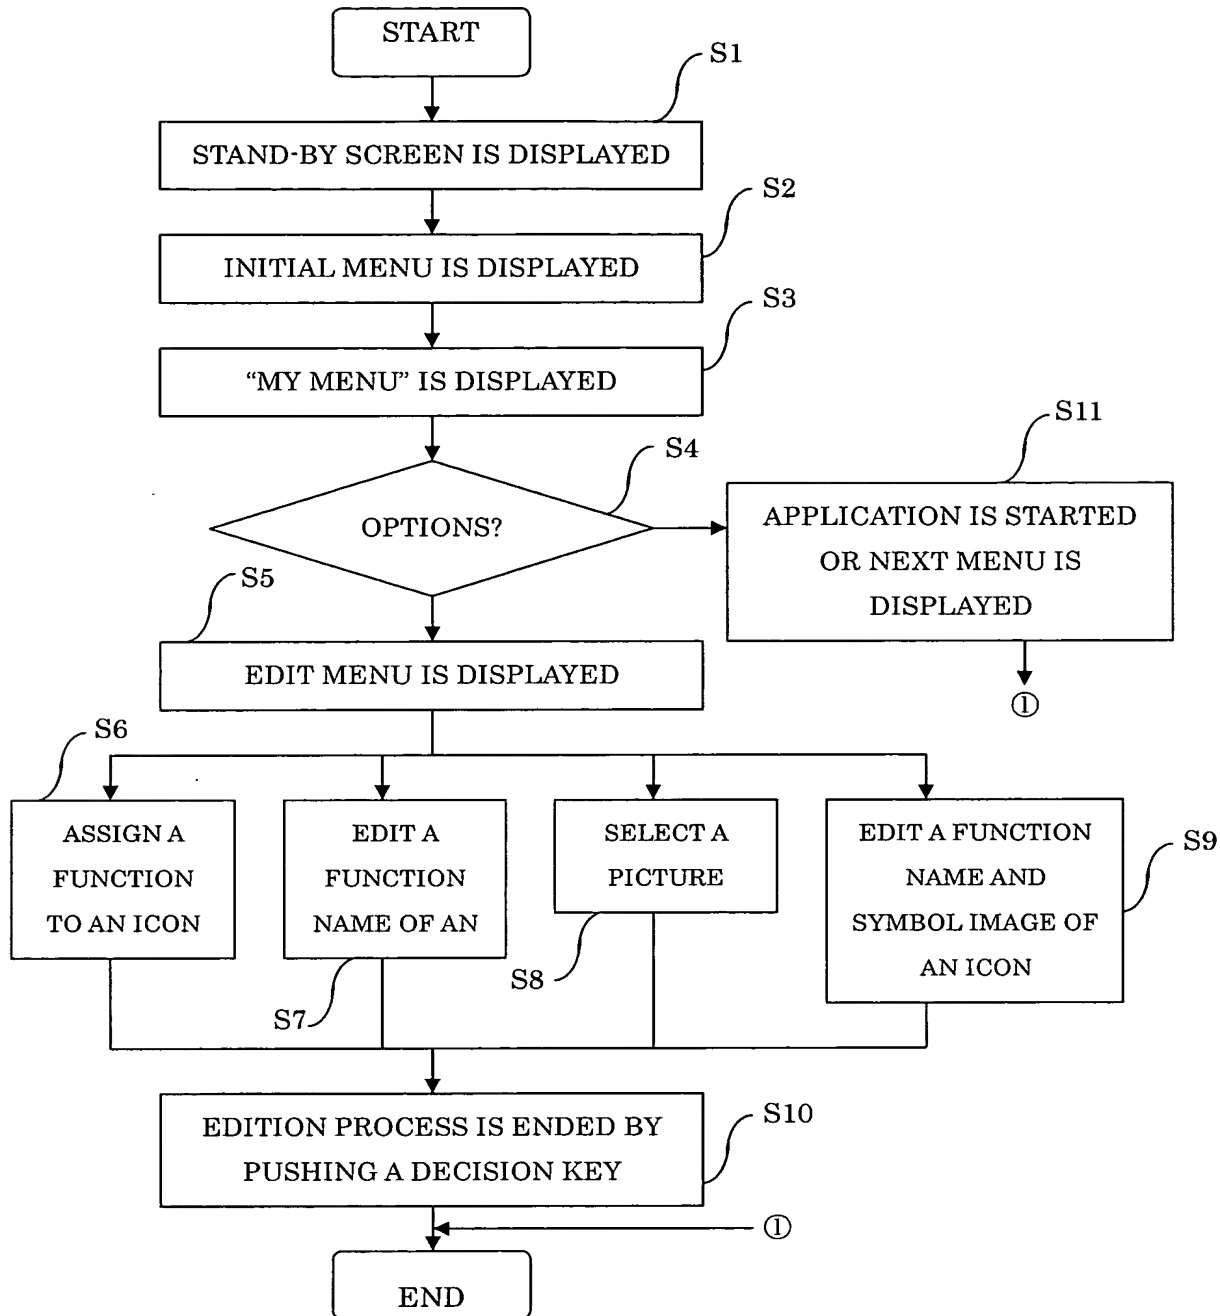 START
S1
STAND-BY SCREEN IS DISPLAYED
S2
INITIAL MENU IS DISPLAYED
S3
“MY MENU” IS DISPLAYED
S4
OPTIONS?
S11
APPLICATION IS STARTED
OR NEXT MENU IS
DISPLAYED
①
S5
EDIT MENU IS DISPLAYED
S6
ASSIGN A
FUNCTION
TO AN ICON
EDIT A
FUNCTION
NAME OF AN
S7
SELECT A
PICTURE
S8
EDIT A FUNCTION
NAME AND
SYMBOL IMAGE OF
AN ICON
S9
EDITION PROCESS IS ENDED BY
PUSHING A DECISION KEY
S10
①
END